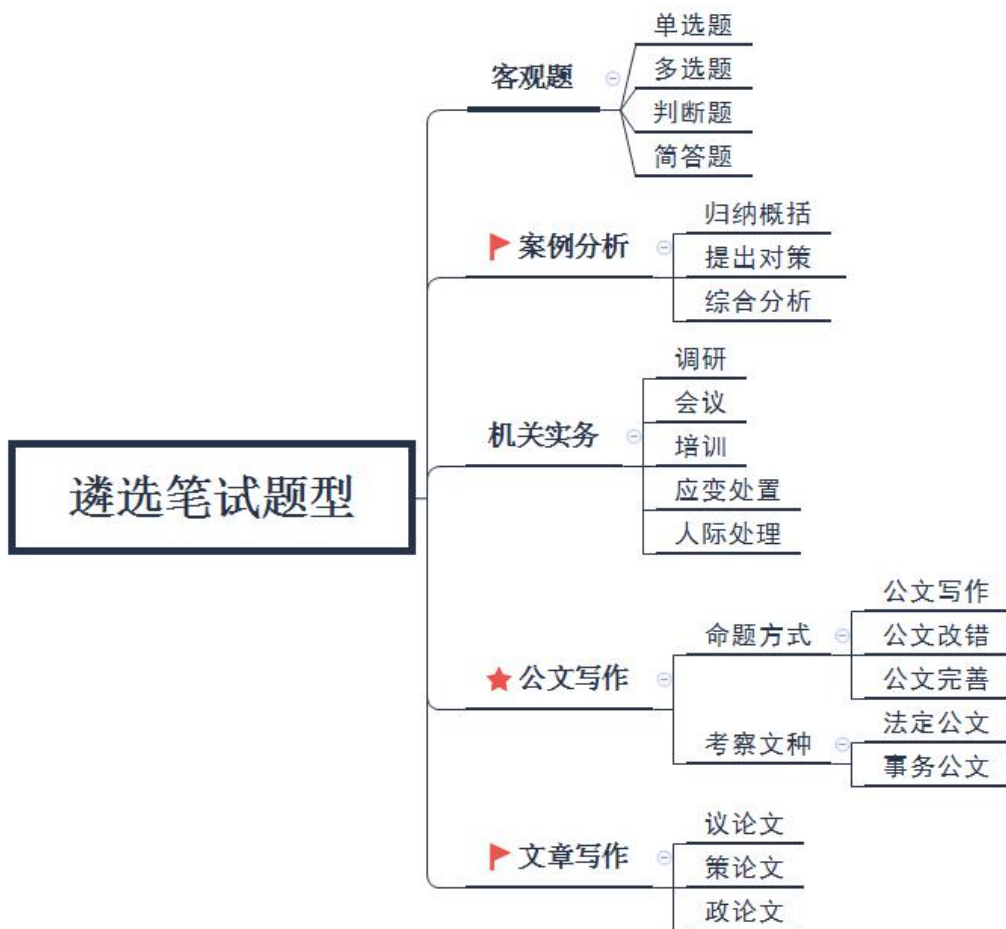 遴选笔试题型
客观题
单选题
多选题
判断题
简答题
案例分析
归纳概括
提出对策
综合分析
机关实务
调研
会议
培训
应变处置
人际处理
公文写作
命题方式
公文写作
公文改错
公文完善
考察文种
法定公文
事务公文
文章写作
议论文
策论文
政论文